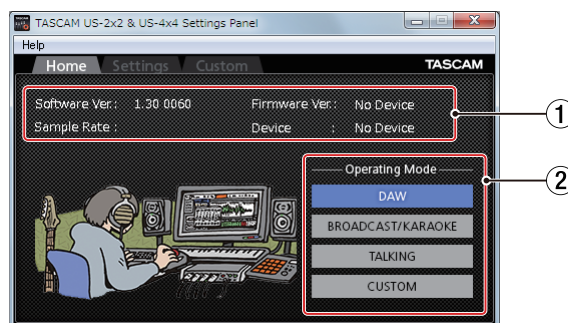 TASCAM US-2x2 & US-4x4 Settings Panel
Help
Home Settings Custom TASCAM
Software Ver.: 1.30 0060 Firmware Ver.: No Device
Sample Rate : Device : No Device
1
Operating Mode
2
DAW
BROADCAST/KARAOKE
TALKING
CUSTOM